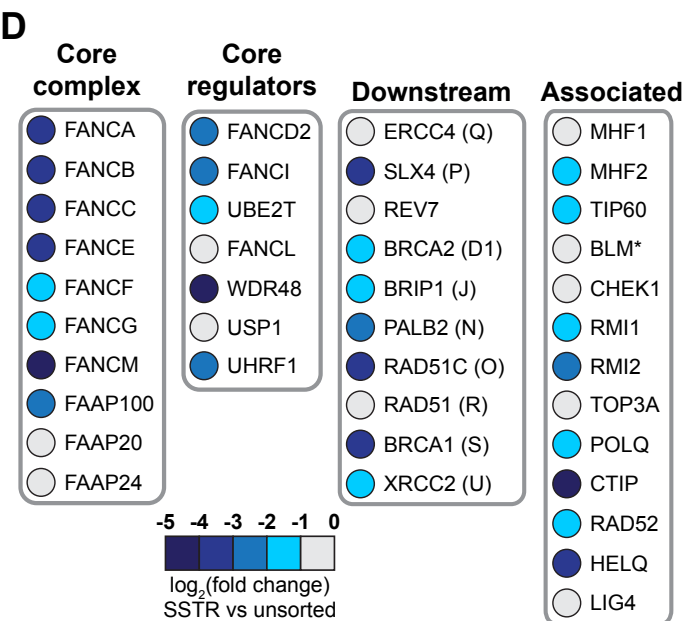 D
Core
complex
FANCA
FANCB
FANCC
FANCE
FANCF
FANCG
FANCM
FAAP100
FAAP20
FAAP24
Core
regulators
FANCD2
FANCI
UBE2T
FANCL
WDR48
USP1
UHRF1
Downstream
ERCC4 (Q)
SLX4 (P)
REV7
BRCA2 (D1)
BRIP1 (J)
PALB2 (N)
RAD51C (O)
RAD51 (R)
BRCA1 (S)
XRCC2 (U)
Associated
MHF1
MHF2
TIP60
BLM*
CHEK1
RMI1
RMI2
TOP3A
POLQ
CTIP
RAD52
HELQ
LIG4
-5 -4 -3 -2 -1 0
log₂(fold change)
SSTR vs unsorted